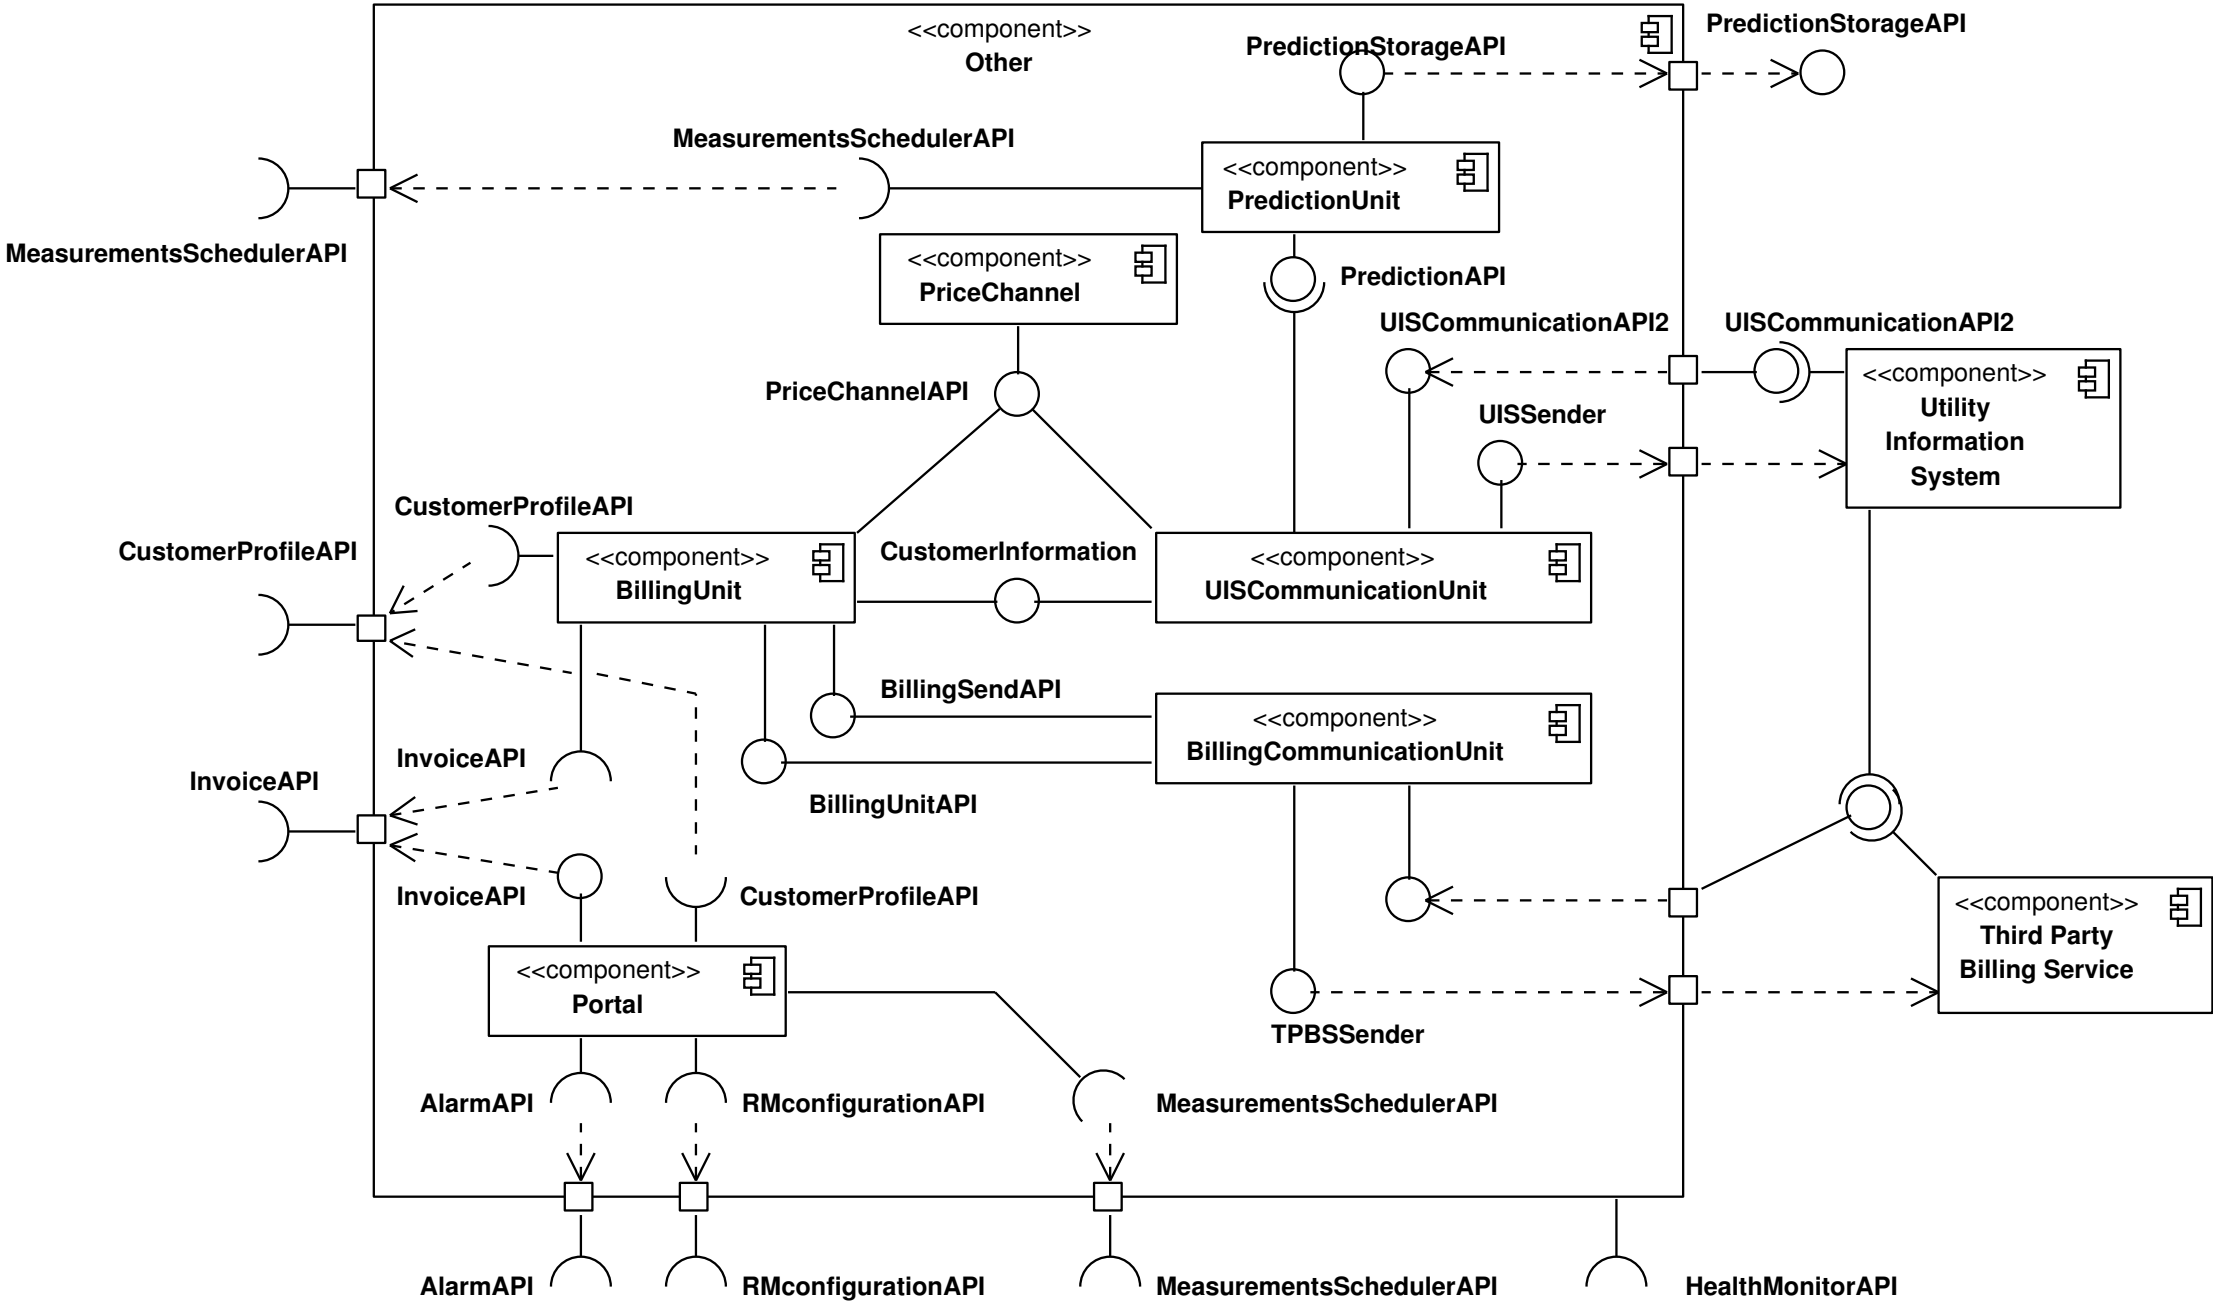 <<component>>
Other
PredictionStorageAPI
PredictionStorageAPI
MeasurementsSchedulerAPI
<<component>>
PredictionUnit
MeasurementsSchedulerAPI
<<component>>
PriceChannel
PredictionAPI
UISCommunicationAPI2
UISCommunicationAPI2
PriceChannelAPI
<<component>>
Utility
Information
System
UISSender
CustomerProfileAPI
CustomerProfileAPI
<<component>>
BillingUnit
CustomerInformation
<<component>>
UISCommunicationUnit
BillingSendAPI
<<component>>
BillingCommunicationUnit
InvoiceAPI
InvoiceAPI
BillingUnitAPI
InvoiceAPI
CustomerProfileAPI
<<component>>
Third Party
Billing Service
<<component>>
Portal
TPBSSender
AlarmAPI
RMconfigurationAPI
MeasurementsSchedulerAPI
AlarmAPI
RMconfigurationAPI
MeasurementsSchedulerAPI
HealthMonitorAPI